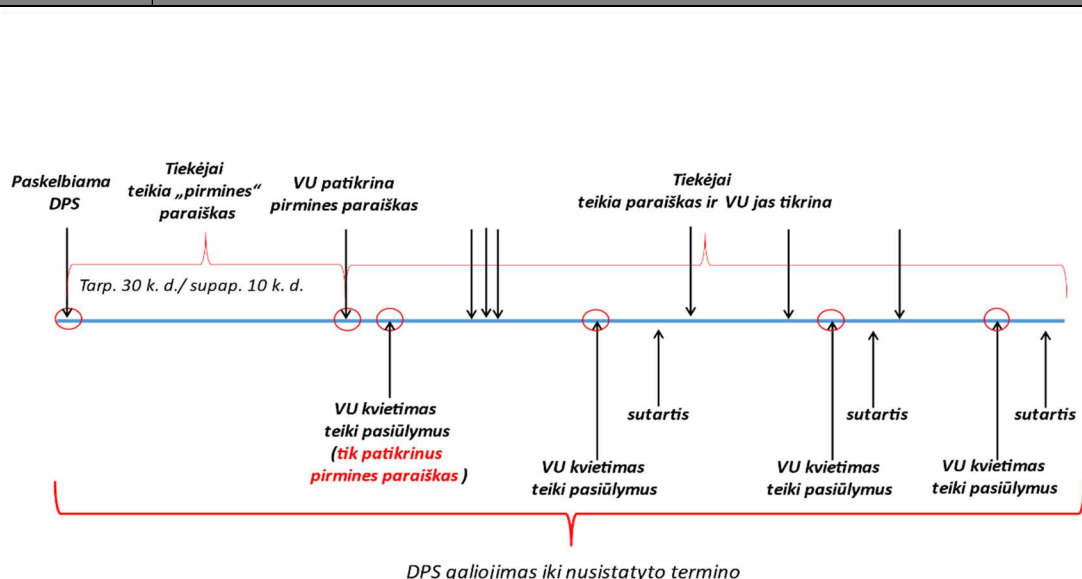 Paskelbiama
DPS
Tiekėjai
teikia „pirmines“
paraiškas
VU patikrina
pirmines paraiškas
Tiekėjai
teikia paraiškas ir VU jas tikrina
Tarp. 30 k. d./ supap. 10 k. d.
VU kvietimas
teiki pasiūlymus
(tik patikrinus
pirmines paraiškas )
sutartis
sutartis
sutartis
VU kvietimas
teiki pasiūlymus
VU kvietimas
teiki pasiūlymus
VU kvietimas
teiki pasiūlymus
DPS galiojimas iki nusistatyto termino